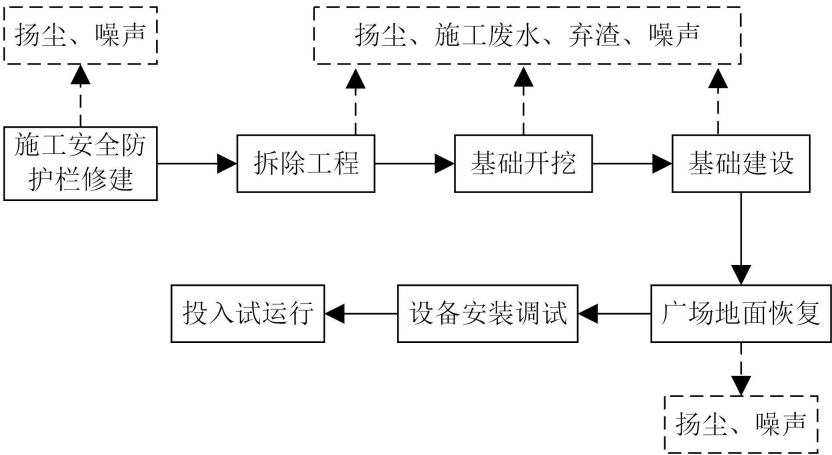 扬尘、噪声
扬尘、施工废水、弃渣、噪声
施工安全防
护栏修建
拆除工程
基础开挖
基础建设
投入试运行
设备安装调试
广场地面恢复
扬尘、噪声